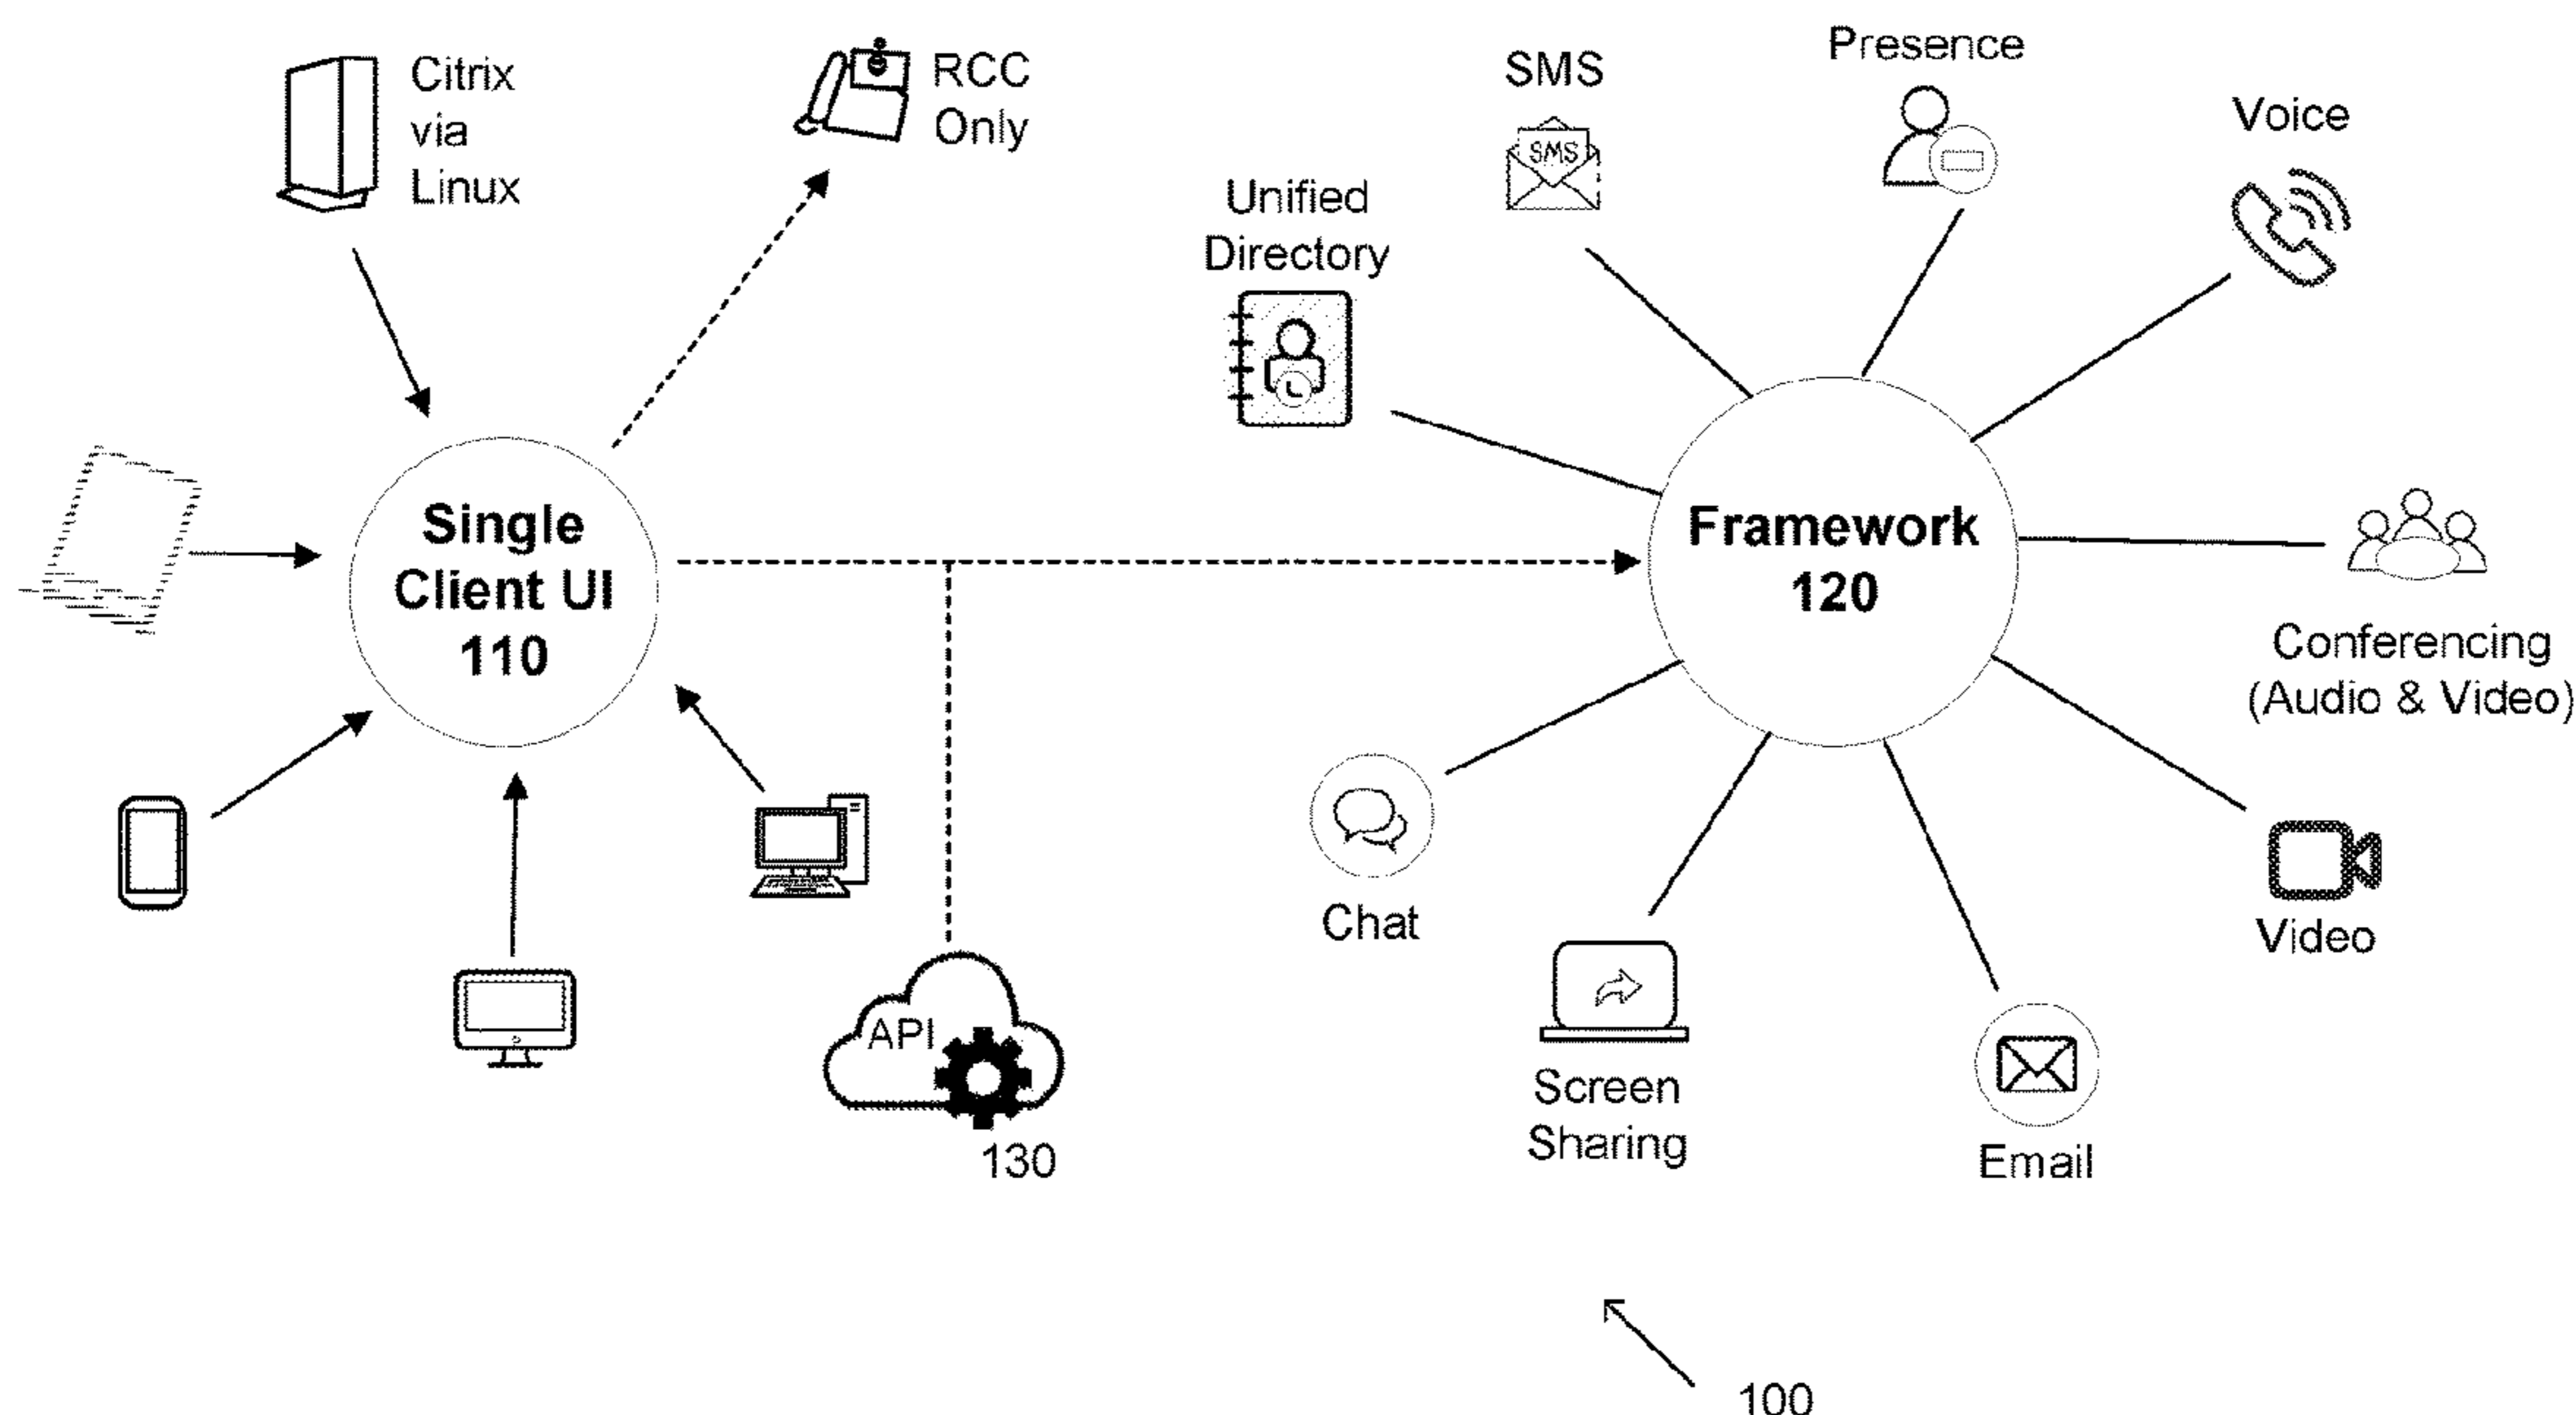 Citrix
via
Linux
RCC
Only
SMS
SMS
Presence
Voice
Unified
Directory
Single
Client UI
110
Framework
120
Conferencing
(Audio & Video)
Chat
Video
API
130
Screen
Sharing
Email
100